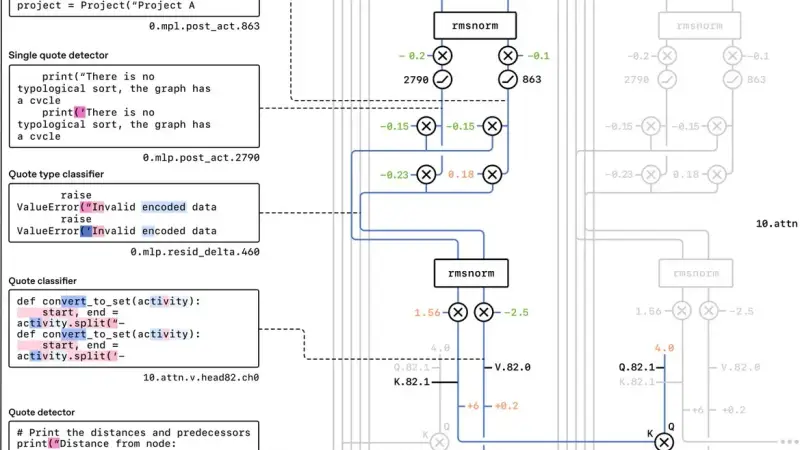 project = Project("Project A
0.mpl.post_act.863
Single quote detector
print("There is no
typological sort, the graph has
a cycle
print('There is no
typological sort, the graph has
a cycle
0.mlp.post_act.2790
Quote type classifier
raise
ValueError("Invalid encoded data
raise
ValueError('Invalid encoded data
0.mlp.resid_delta.460
Quote classifier
def convert_to_set(activity):
start, end =
activity.split("-
def convert_to_set(activity):
start, end =
activity.split('-
10.attn.v.head82.ch0
Quote detector
# Print the distances and predecessors
print("Distance from node:
rmsnorm
-0.2
-0.1
2790
863
-0.15
-0.15
-0.23
0.18
rmsnorm
1.56
-2.5
4.0
Q.82.1
K.82.1
V.82.0
+6
+0.2
K
Q
rmsnorm
-0.2
-0.1
2790
863
-0.15
-0.15
-0.23
0.18
10.attn
rmsnorm
1.56
-2.5
4.0
Q.82.1
K.82.1
V.82.0
+6
+0.2
K
Q